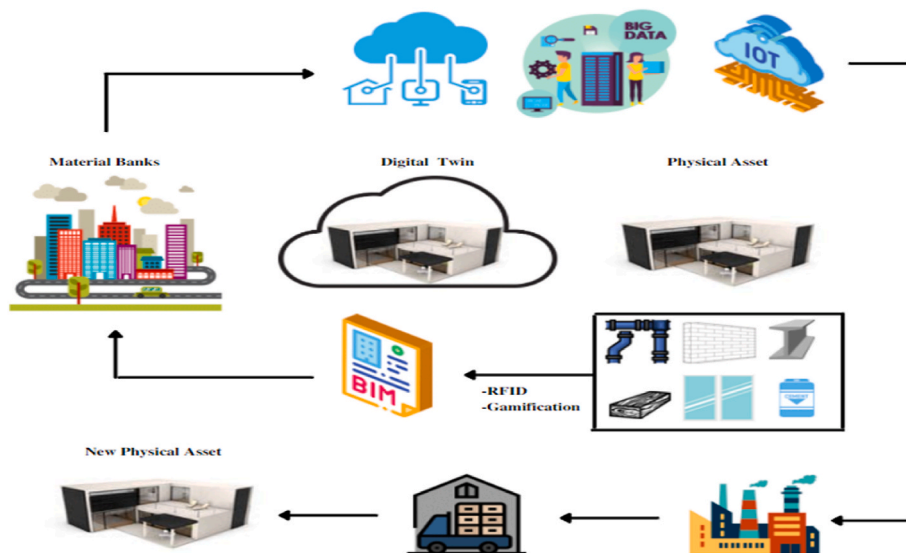 BIG
DATA
IOT
Material Banks
Digital Twin
Physical Asset
BIM
-RFID
-Gamification
New Physical Asset